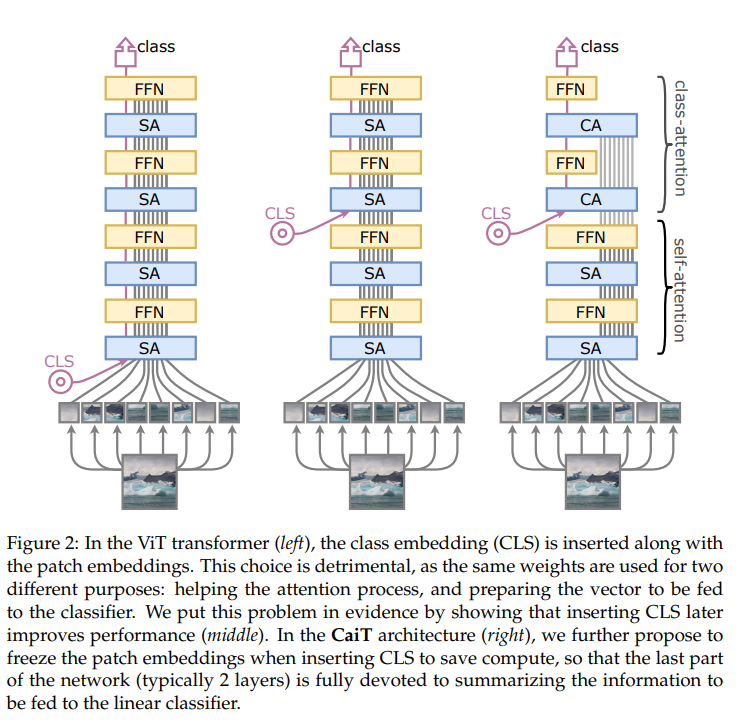 class
FFN
SA
FFN
SA
FFN
SA
FFN
SA
CLS
class
FFN
SA
FFN
SA
CLS
FFN
SA
FFN
SA
class
FFN
CA
FFN
CA
CLS
FFN
SA
FFN
SA
class-attention
self-attention
Figure 2: In the ViT transformer (left), the class embedding (CLS) is inserted along with
the patch embeddings. This choice is detrimental, as the same weights are used for two
different purposes: helping the attention process, and preparing the vector to be fed
to the classifier. We put this problem in evidence by showing that inserting CLS later
improves performance (middle). In the CaiT architecture (right), we further propose to
freeze the patch embeddings when inserting CLS to save compute, so that the last part
of the network (typically 2 layers) is fully devoted to summarizing the information to
be fed to the linear classifier.